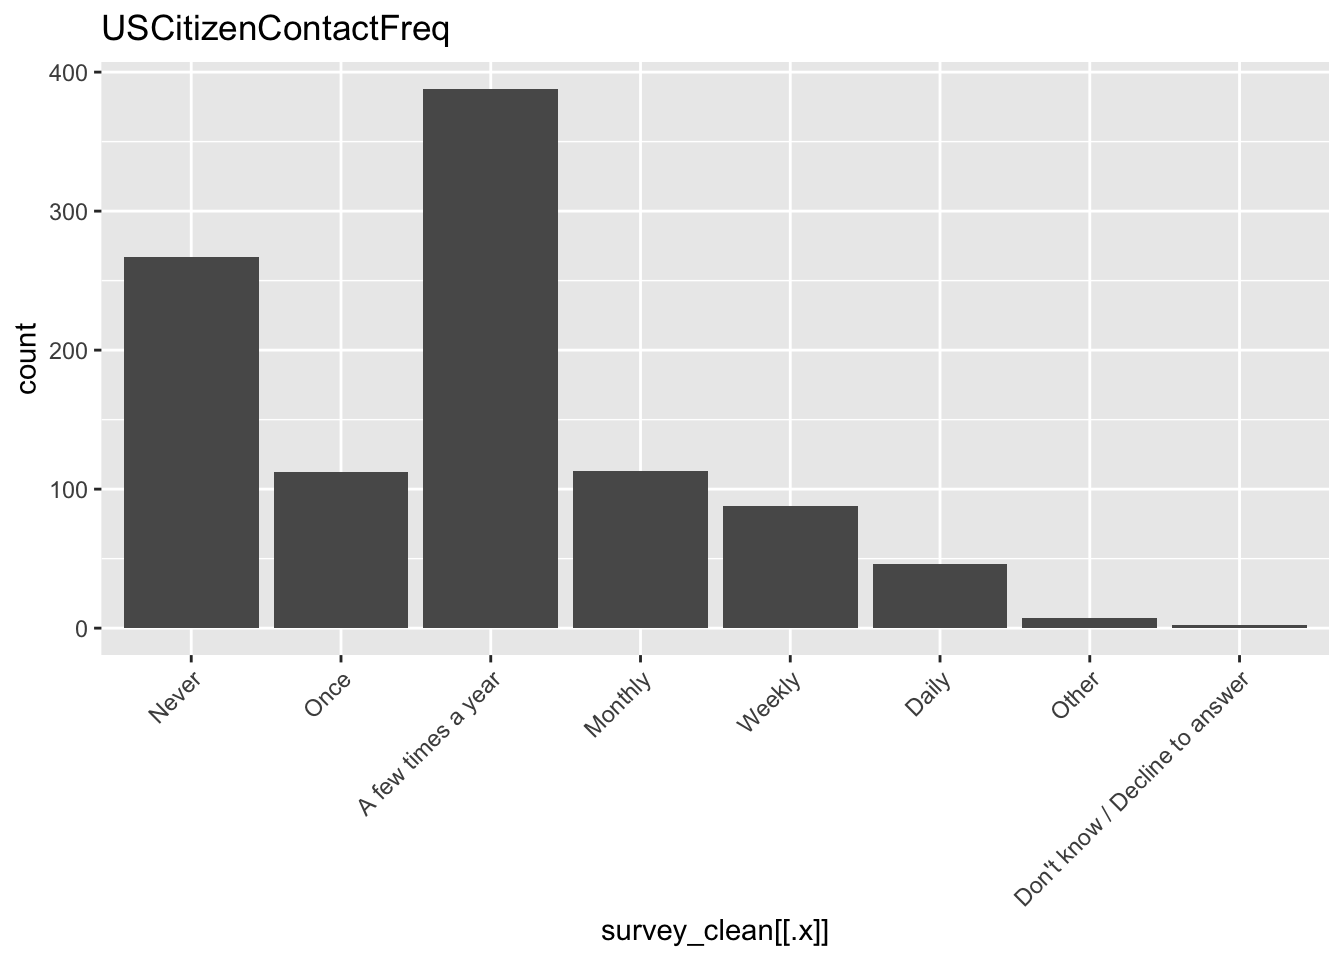 USCitizenContactFreq
400
300
200
100
0
count
Never
Once
A few times a year
Monthly
Weekly
Daily
Other
Don't know / Decline to answer
survey_clean[[.x]]